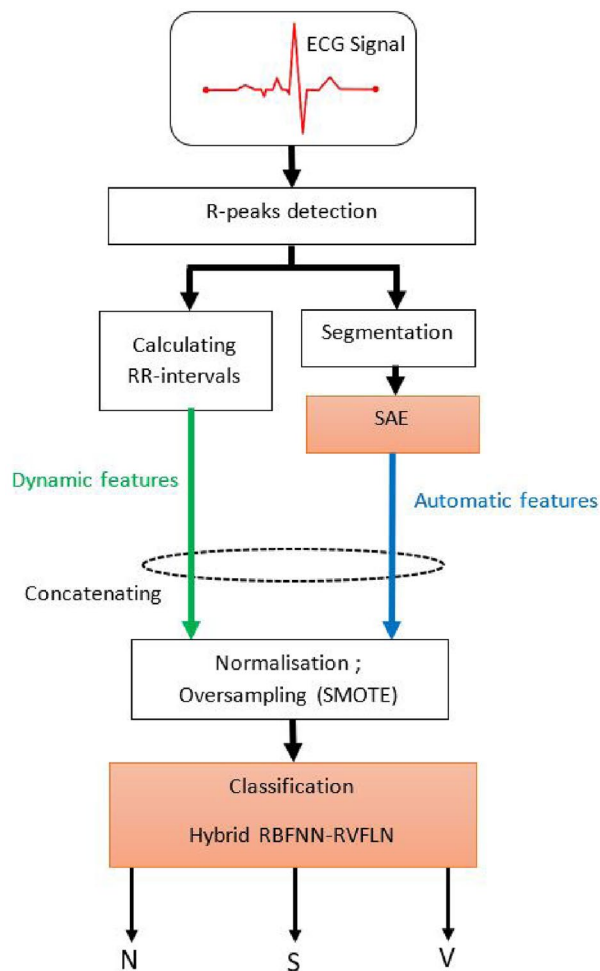 ECG Signal
R-peaks detection
Calculating
RR-intervals
Segmentation
SAE
Dynamic features
Automatic features
Concatenating
Normalisation ;
Oversampling (SMOTE)
Classification
Hybrid RBFNN-RVFLN
N S V